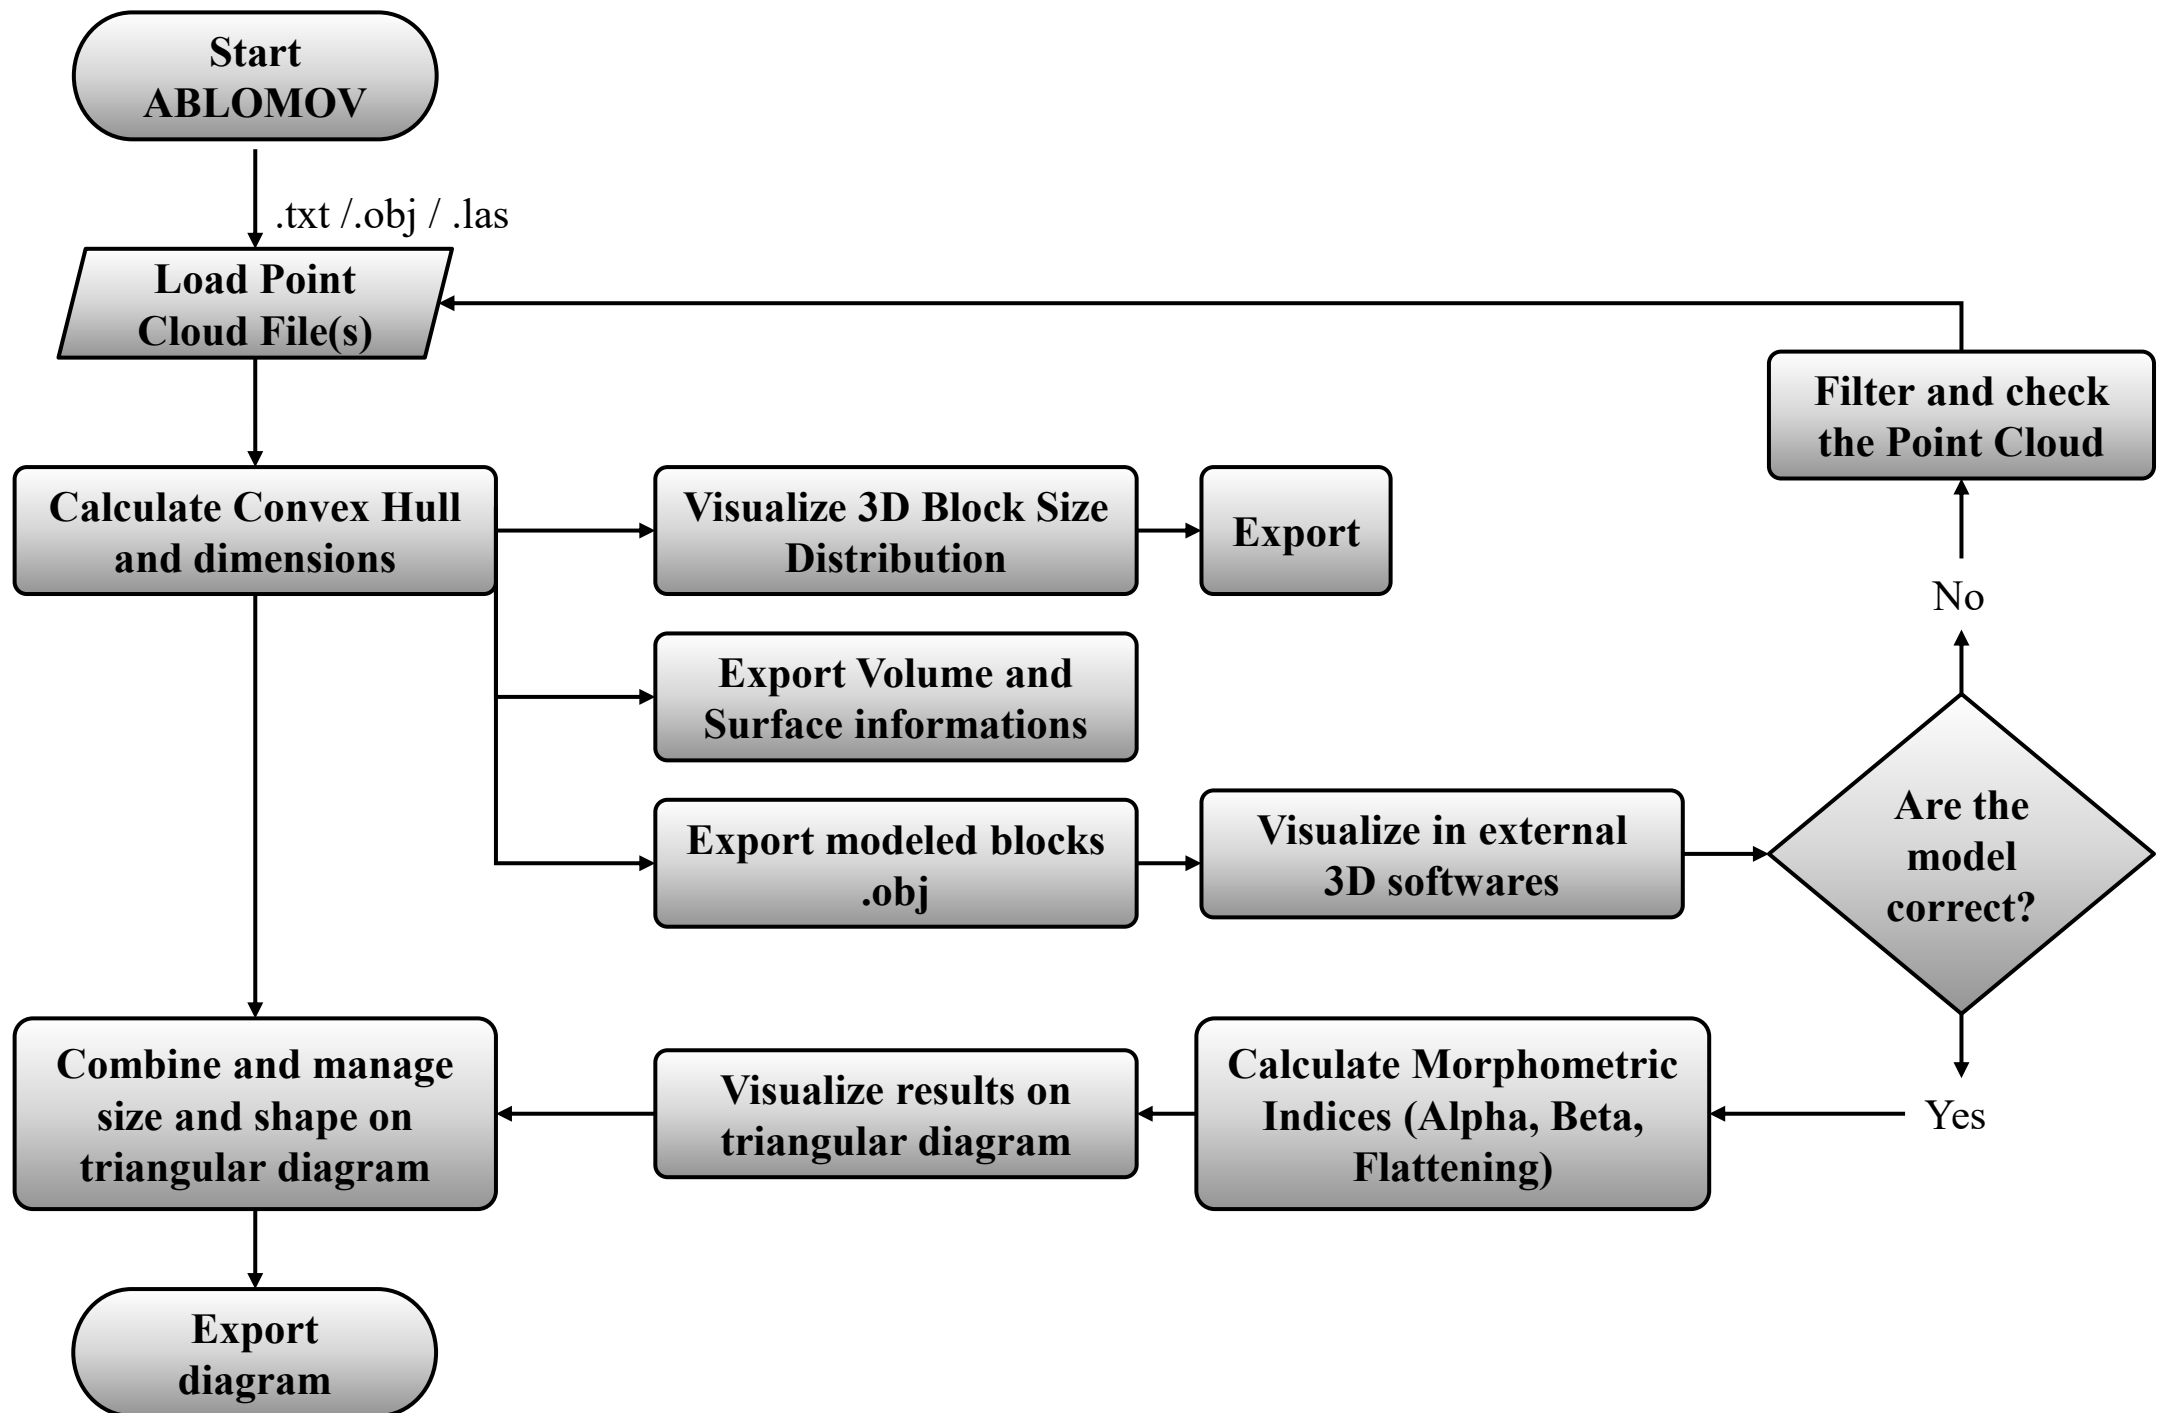 Start
ABLOMOV
.txt /.obj / .las
Load Point
Cloud File(s)
Filter and check
the Point Cloud
Calculate Convex Hull
and dimensions
Visualize 3D Block Size
Distribution
Export
No
Export Volume and
Surface informations
Export modeled blocks
.obj
Visualize in external
3D softwares
Are the
model
correct?
Yes
Calculate Morphometric
Indices (Alpha, Beta,
Flattening)
Visualize results on
triangular diagram
Combine and manage
size and shape on
triangular diagram
Export
diagram